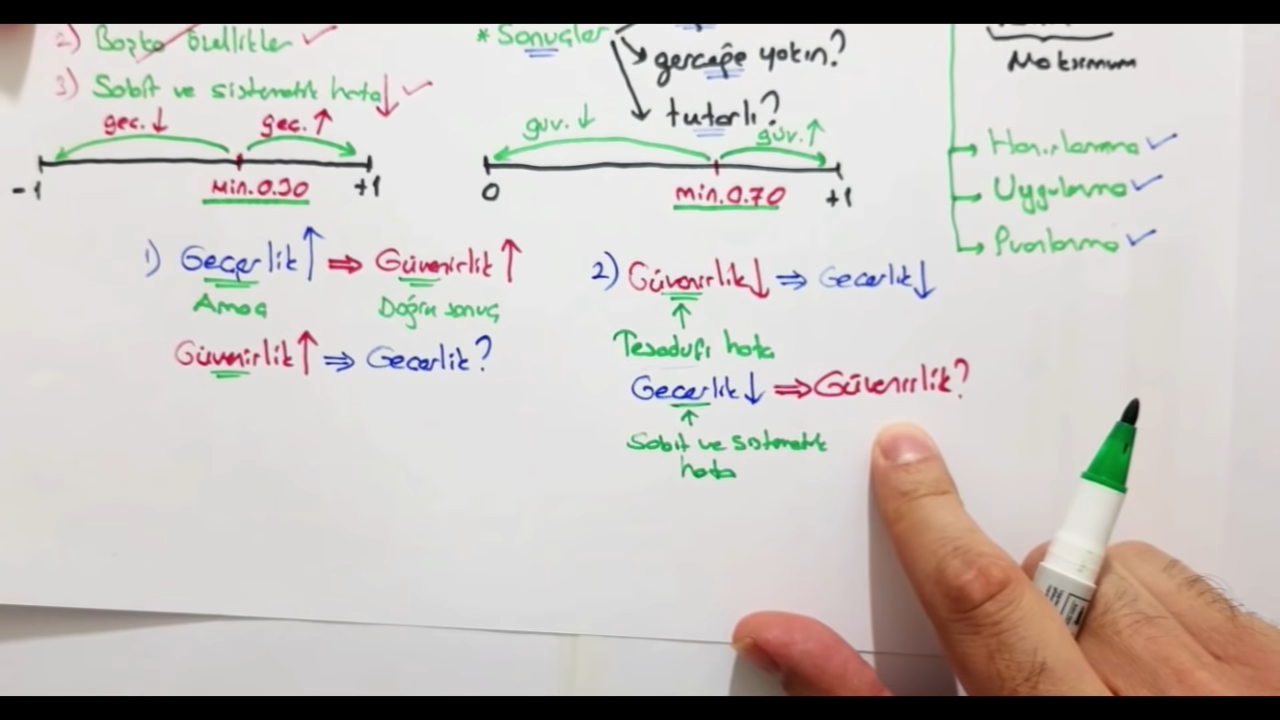 2) Başka özellikler ✓
3) Sabit ve sistematik hata ↓ ✓
geç. ↓ geç. ↑
-1 Min. 0.30 +1
* Sonuçlar
gerçeğe yakın?
tutarlı?
güv. ↓ güv. ↑
0 min. 0.70 +1
Maksimum
Hazırlanma ✓
Uygulama ✓
Puanlama ✓
1) Geçerlik ↑ ⇒ Güvenirlik ↑
Amaç Doğru sonuç
Güvenirlik ↑ ⇒ Geçerlik?
2) Güvenirlik ↓ ⇒ Geçerlik ↓
Tesadüfi hata
Geçerlik ↓ ⇒ Güvenirlik?
Sabit ve sistematik
hata